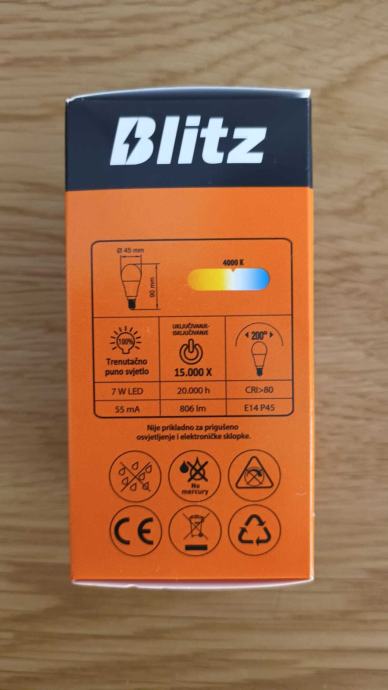 Blitz
Ø 45 mm
90 mm
4000 K
100%
Trenutačno
puno svjetlo
UKLJUČIVANJE-
ISKLJUČIVANJE
15.000 X
200°
7 W LED
20.000 h
CRI>80
55 mA
806 lm
E14 P45
Nije prikladno za prigušeno
osvjetljenje i elektroničke sklopke.
No
mercury
CE